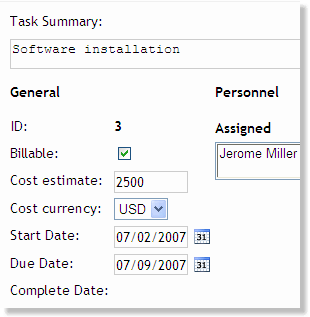 Task Summary:
Software installation
General
Personnel
ID: 3
Assigned
Billable:
Jerome Miller
Cost estimate: 2500
Cost currency: USD
Start Date: 07/02/2007 31
Due Date: 07/09/2007 31
Complete Date: